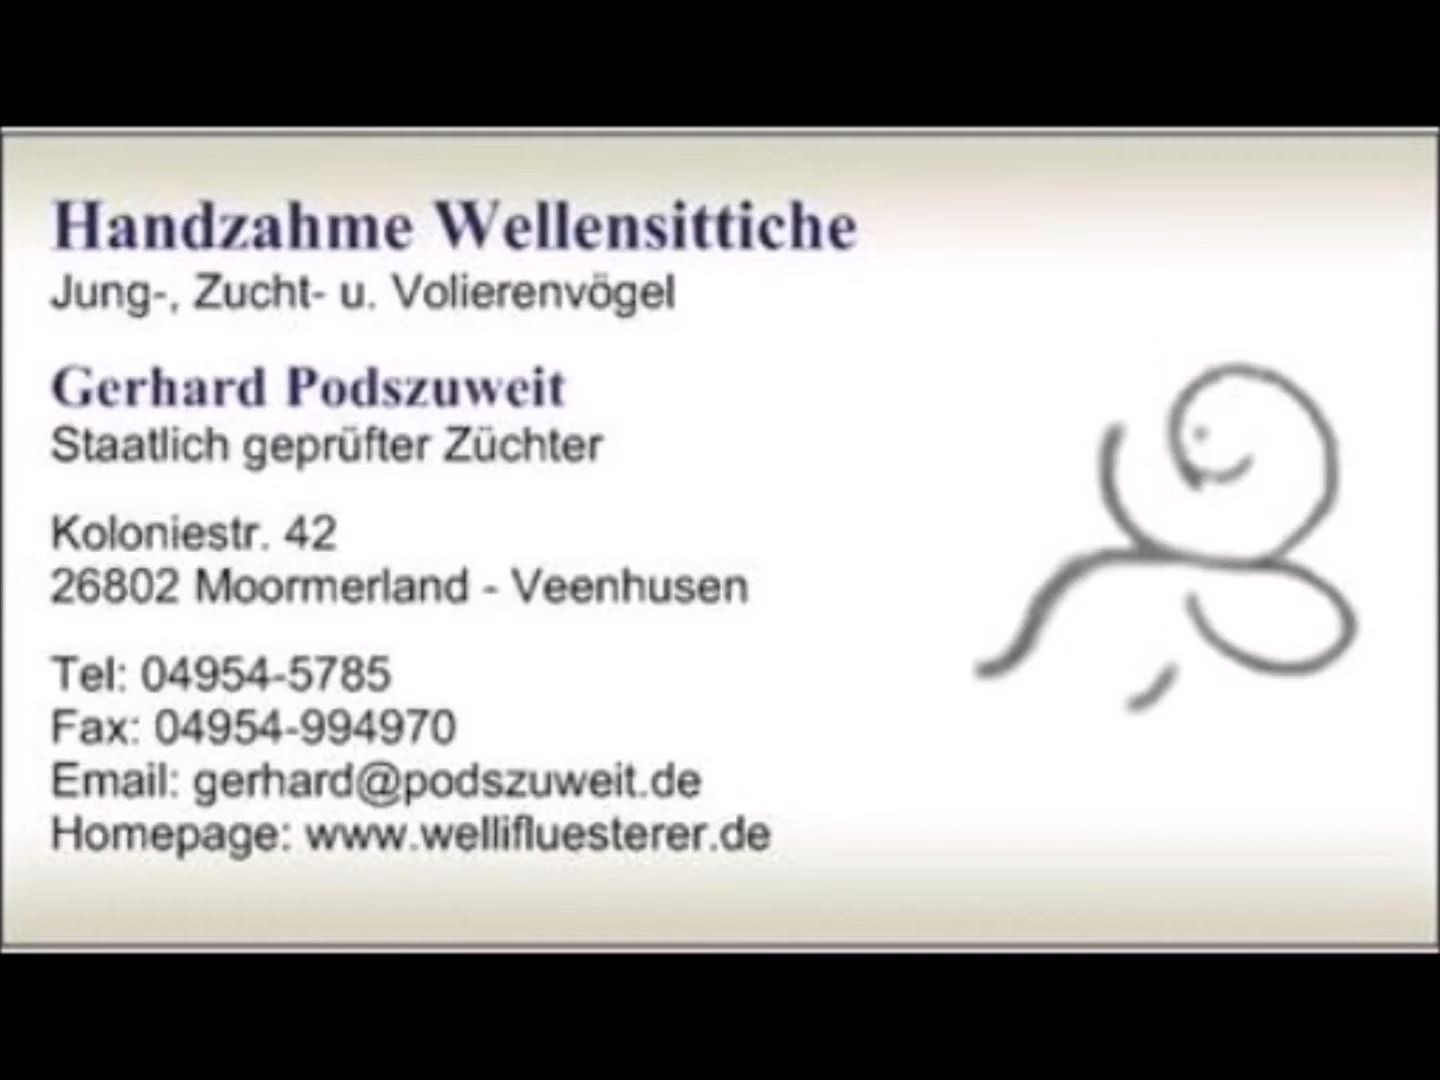 Handzahme Wellensittiche
Jung-, Zucht- u. Volierenvögel
Gerhard Podszuweit
Staatlich geprüfter Züchter
Koloniestr. 42
26802 Moormerland - Veenhusen
Tel: 04954-5785
Fax: 04954-994970
Email: gerhard@podszuweit.de
Homepage: www.wellifluesterer.de